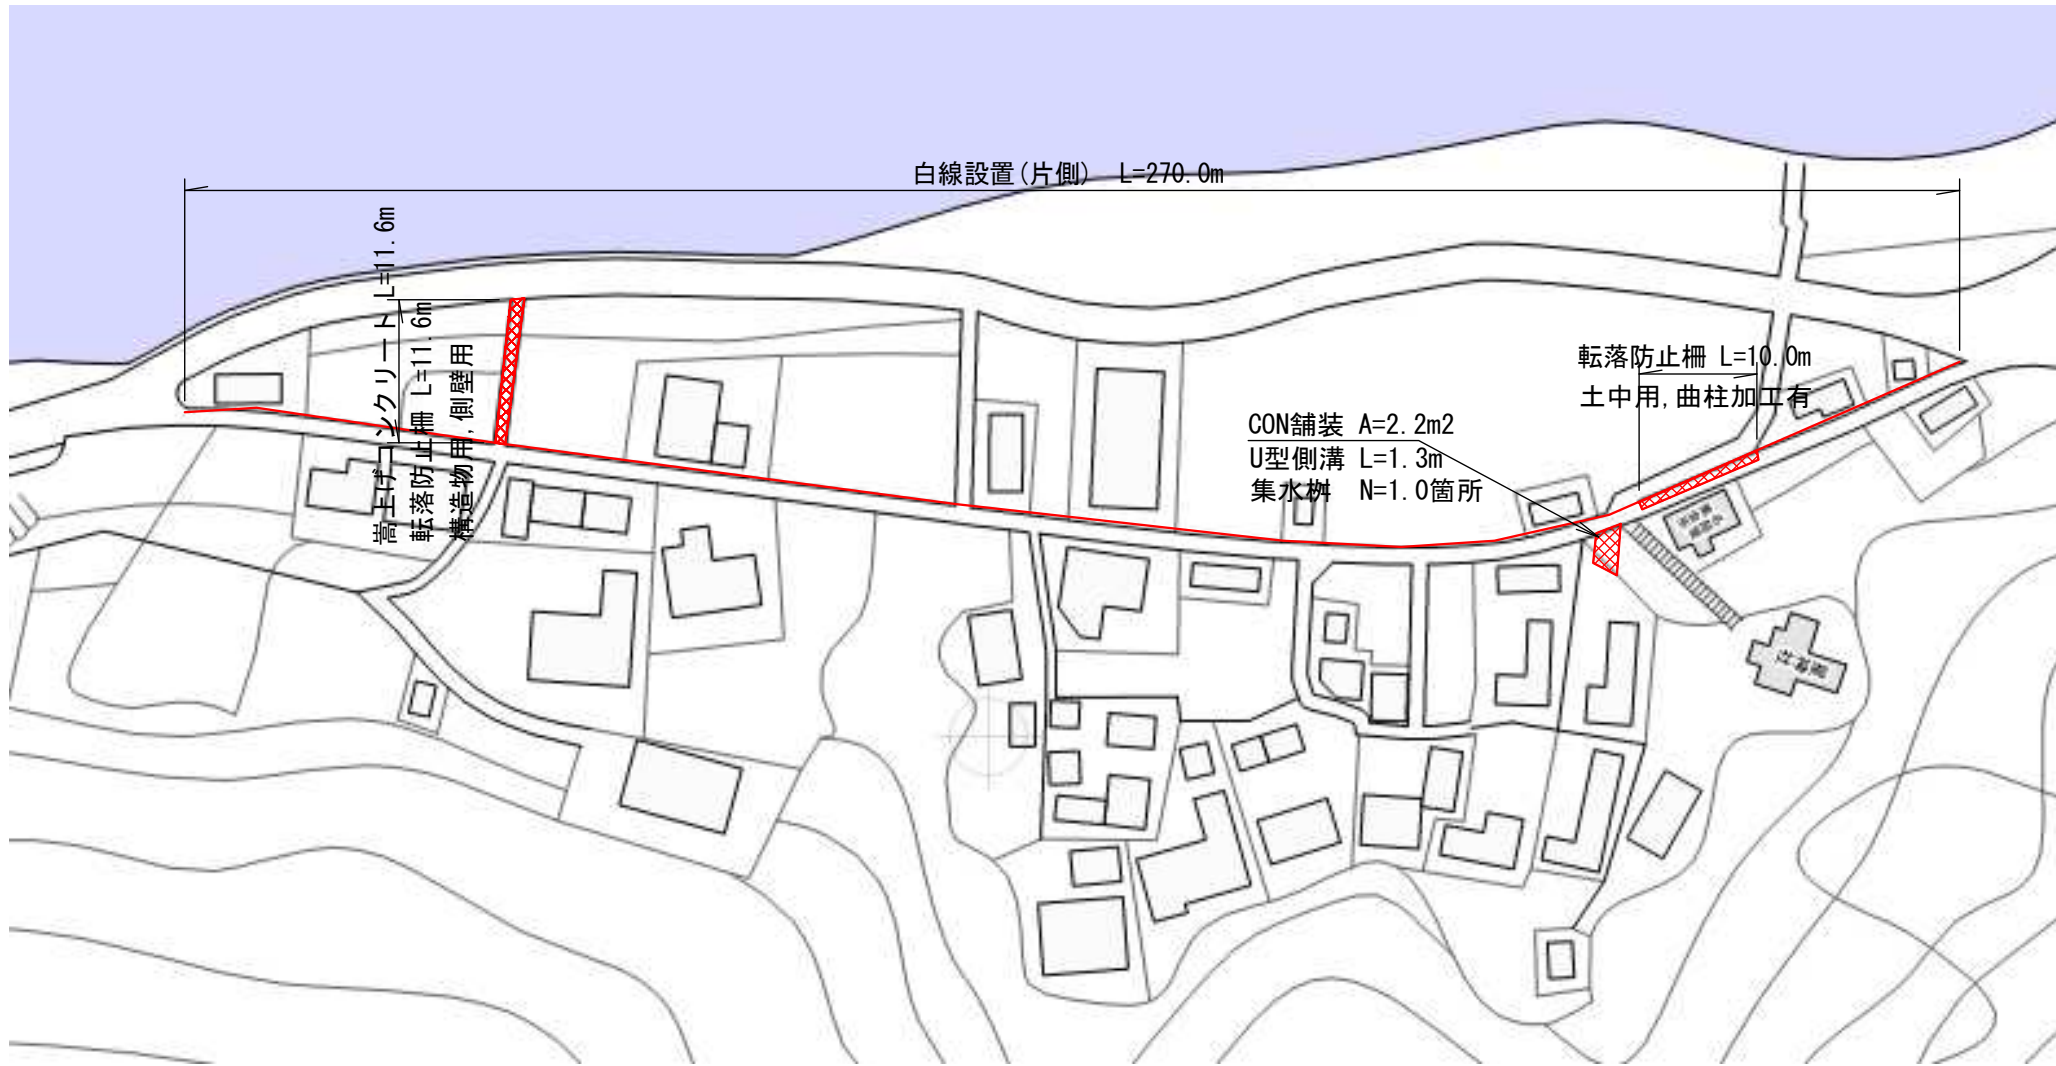 白線設置(片側) L=270.0m
嵩上げコンクリート L=11.6m
転落防止柵 L=11.6m
構造物用,側壁用
転落防止柵 L=10.0m
土中用,曲柱加工有
CON舗装 A=2.2m2
U型側溝 L=1.3m
集水桝 N=1.0箇所